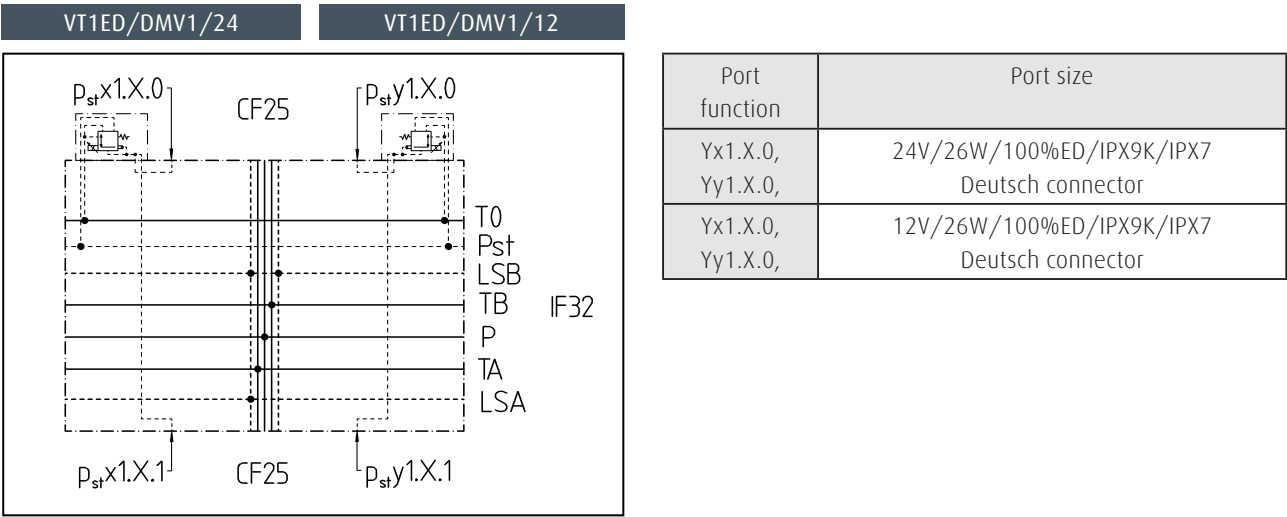 VT1ED/DMV1/24
VT1ED/DMV1/12
pstx1.X.0
CF25
psty1.X.0
T0
Pst
LSB
TB
IF32
P
TA
LSA
pstx1.X.1
CF25
psty1.X.1
Port function
Port size
Yx1.X.0,
Yy1.X.0,
24V/26W/100%ED/IPX9K/IPX7
Deutsch connector
Yx1.X.0,
Yy1.X.0,
12V/26W/100%ED/IPX9K/IPX7
Deutsch connector